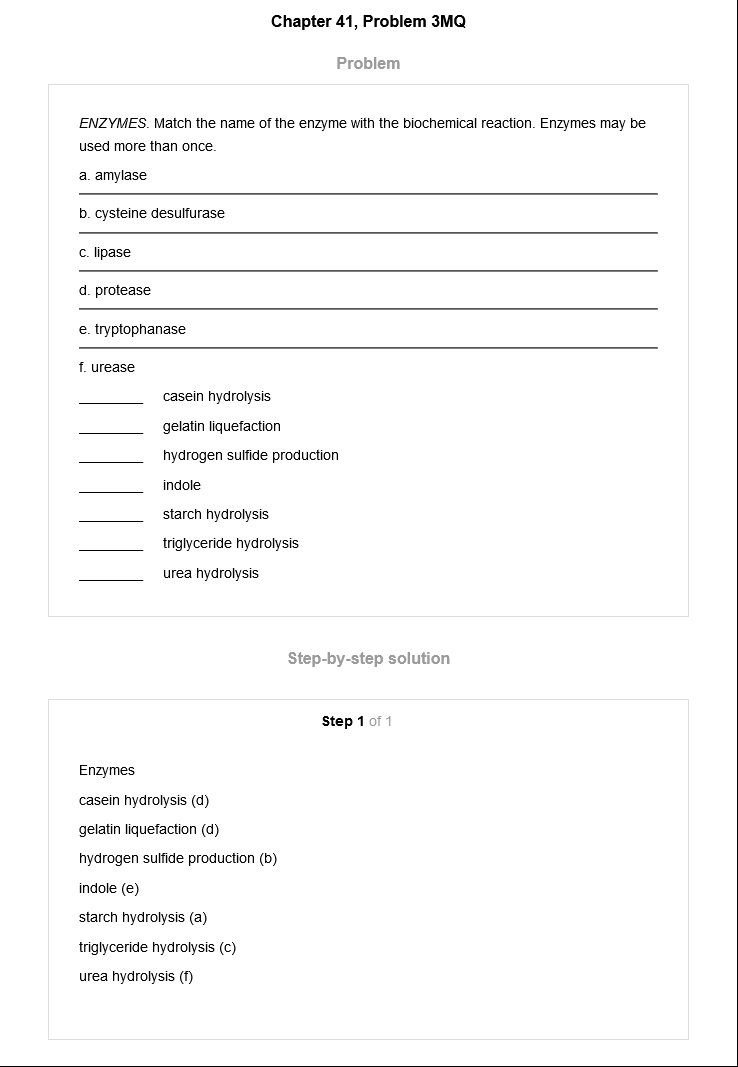 Chapter 41, Problem 3MQ
Problem
ENZYMES. Match the name of the enzyme with the biochemical reaction. Enzymes may be
used more than once.
a. amylase
b. cysteine desulfurase
c. lipase
d. protease
e. tryptophanase
f. urease
________ casein hydrolysis
________ gelatin liquefaction
________ hydrogen sulfide production
________ indole
________ starch hydrolysis
________ triglyceride hydrolysis
________ urea hydrolysis
Step-by-step solution
Step 1 of 1
Enzymes
casein hydrolysis (d)
gelatin liquefaction (d)
hydrogen sulfide production (b)
indole (e)
starch hydrolysis (a)
triglyceride hydrolysis (c)
urea hydrolysis (f)